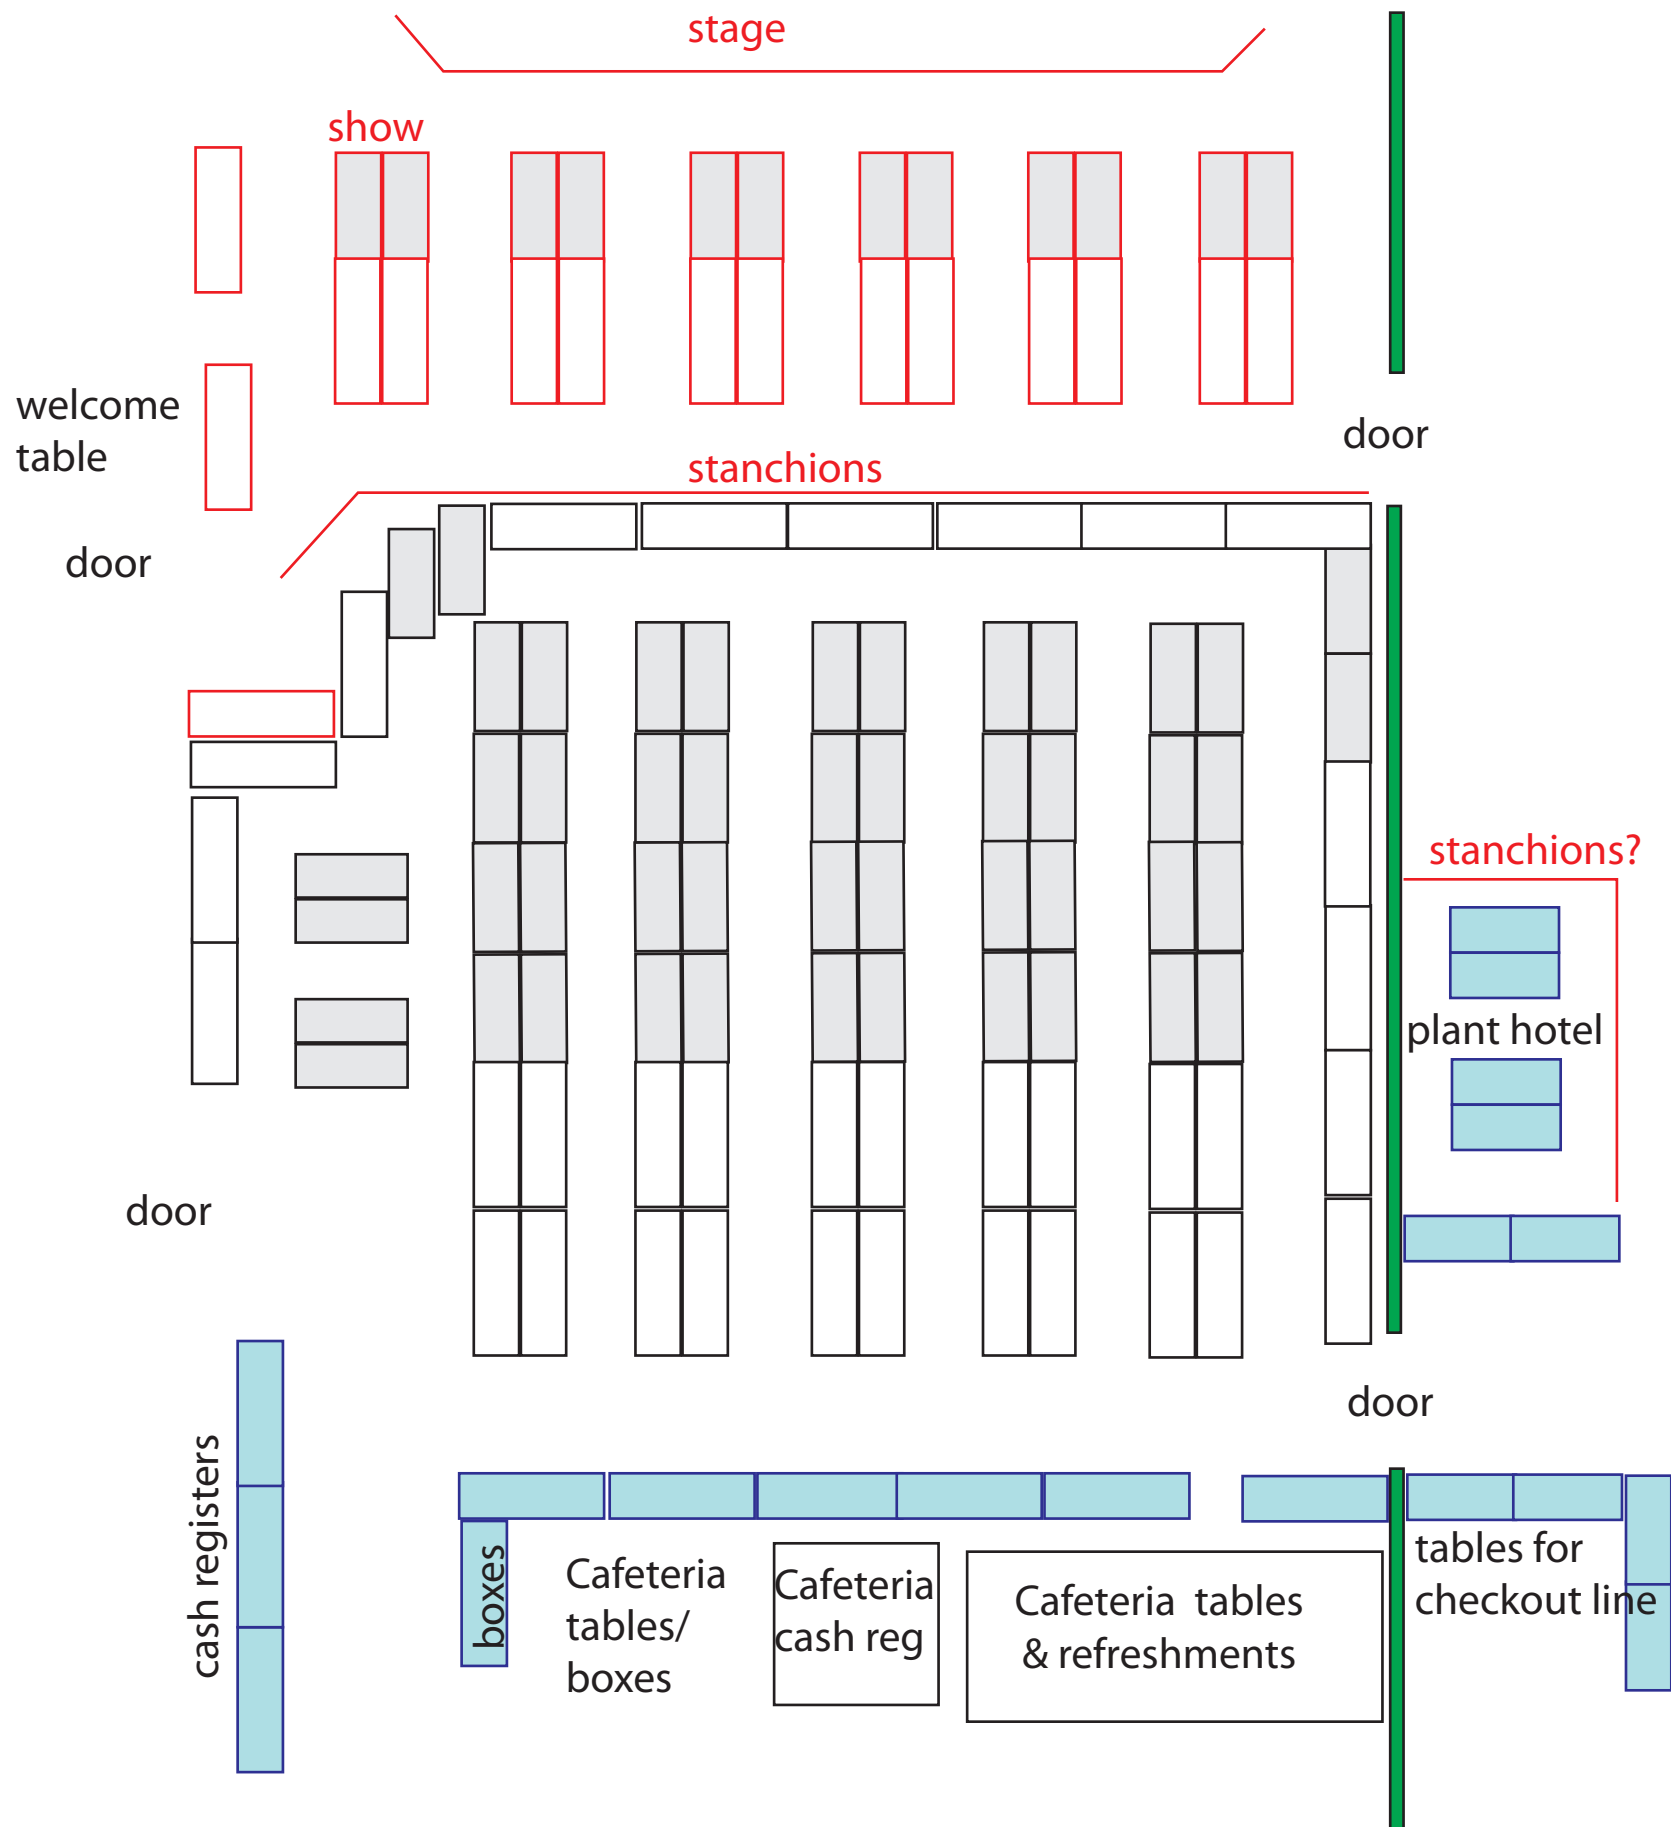 stage
show
welcome
table
door
stanchions
door
stanchions?
plant hotel
door
door
cash registers
boxes
Cafeteria
tables/
boxes
Cafeteria
cash reg
Cafeteria tables
& refreshments
tables for
checkout line